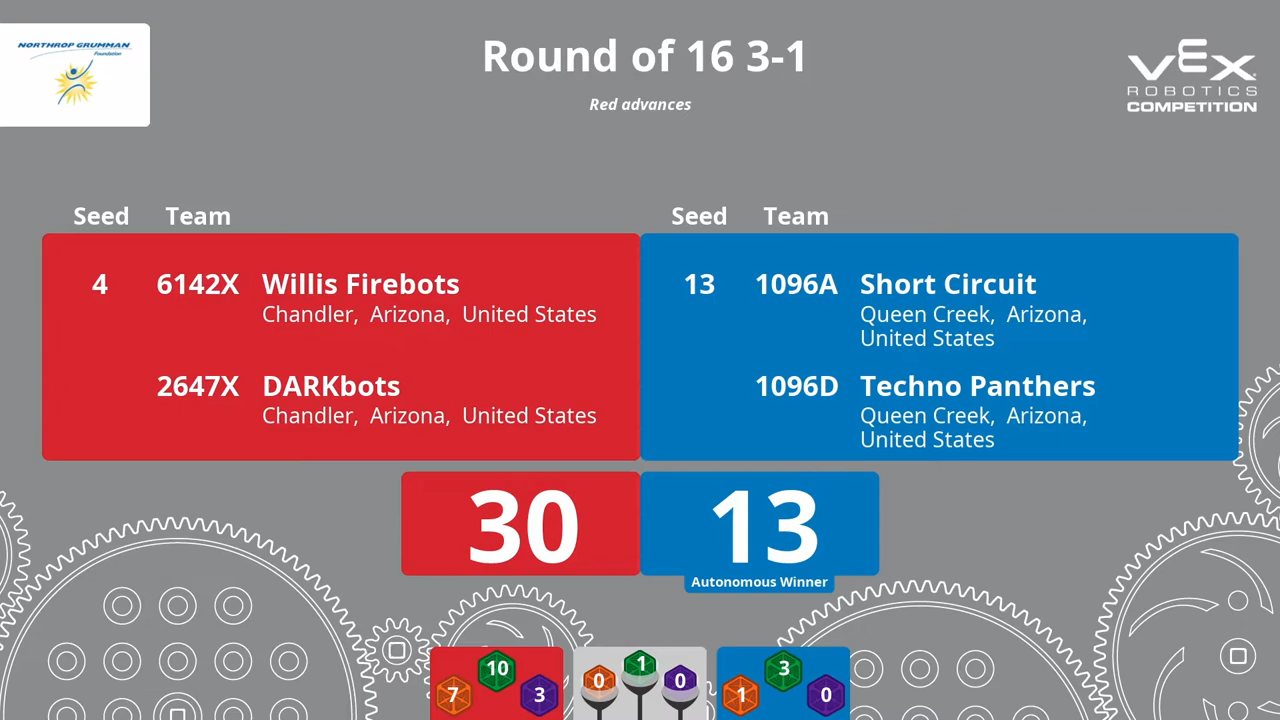 NORTHROP GRUMMAN
Foundation
Round of 16 3-1
Red advances
VEX
ROBOTICS
COMPETITION
Seed Team
4 6142X Willis Firebots
Chandler, Arizona, United States
2647X DARKbots
Chandler, Arizona, United States
Seed Team
13 1096A Short Circuit
Queen Creek, Arizona,
United States
1096D Techno Panthers
Queen Creek, Arizona,
United States
30
13
Autonomous Winner
7 10 3
0 1 0
1 3 0